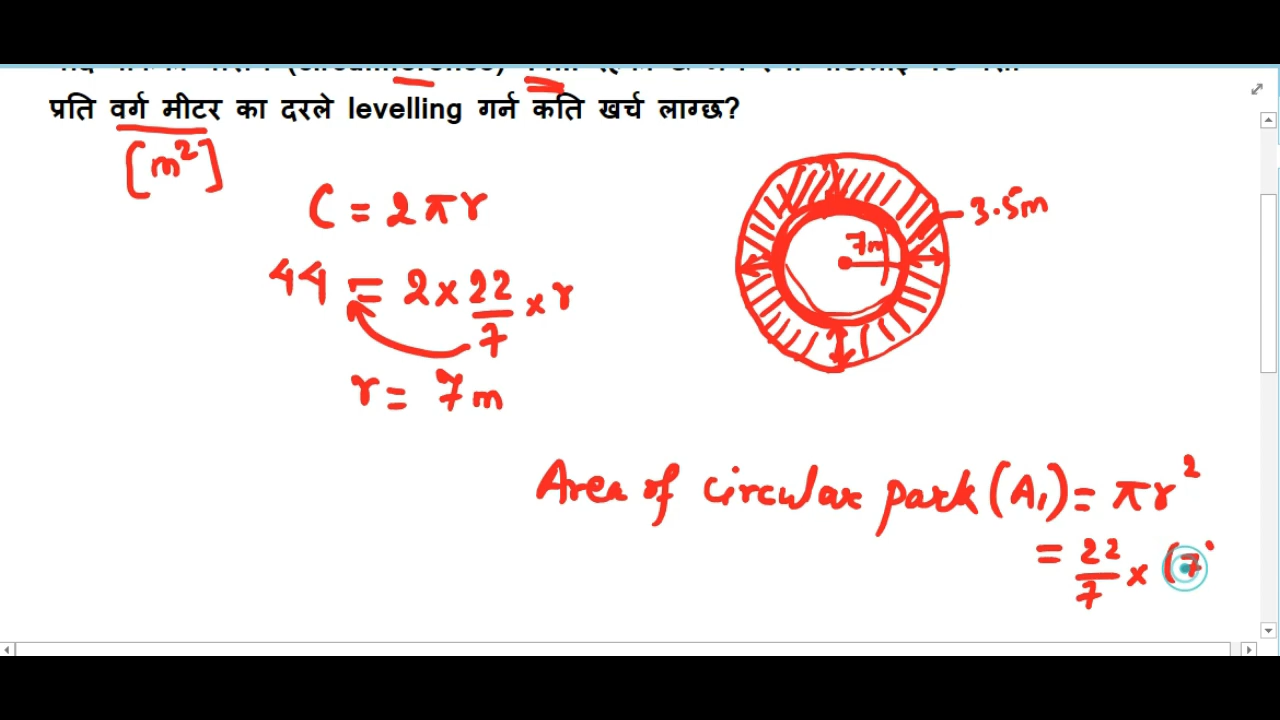 (circumference)
प्रति वर्ग मीटर का दरले levelling गर्न कति खर्च लाग्छ?
[m²]
C = 2πr
44 = 2 × 22/7 × r
r = 7m
3.5m
7m
Area of circular park (A₁) = πr²
= 22/7 × (7